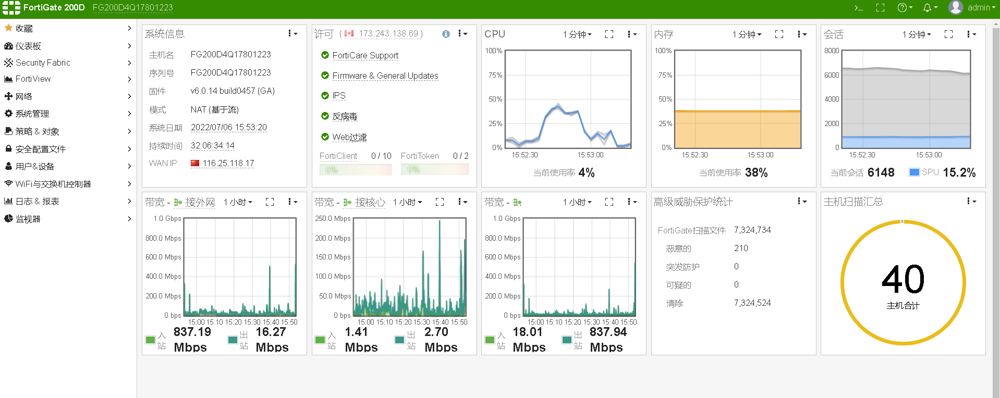 FortiGate 200D FG200D4Q17801223
>_ admin
收藏
仪表板
Security Fabric
FortiView
网络
系统管理
策略 & 对象
安全配置文件
用户&设备
WiFi与交换机控制器
日志 & 报表
监视器
系统信息
主机名 FG200D4Q17801223
序列号 FG200D4Q17801223
固件 v6.0.14 build0457 (GA)
模式 NAT (基于流)
系统日期 2022/07/06 15:53:20
持续时间 32:06:34:14
WAN IP 116.25.118.17
许可 ( 173.243.138.69 )
FortiCare Support
Firmware & General Updates
IPS
反病毒
Web过滤
FortiClient 0 / 10 FortiToken 0 / 2
0% 0%
CPU 1 分钟
100%
75%
50%
25%
0%
15:52:30 15:53:00
当前使用率 4%
内存 1 分钟
100%
75%
50%
25%
0%
15:52:30 15:53:00
当前使用率 38%
会话 1 分钟
8000
6000
4000
2000
0
15:52:30 15:53:00
当前会话 6148 SPU 15.2%
带宽 - 接外网 1 小时
1.0 Gbps
800.0 Mbps
600.0 Mbps
400.0 Mbps
200.0 Mbps
0 bps
15:00 15:10 15:20 15:30 15:40 15:50
入站 837.19 Mbps 出站 16.27 Mbps
带宽 - 接核心 1 小时
250.0 Mbps
200.0 Mbps
150.0 Mbps
100.0 Mbps
50.0 Mbps
0 bps
15:00 15:10 15:20 15:30 15:40 15:50
入站 1.41 Mbps 出站 2.70 Mbps
带宽 - 1 小时
1.0 Gbps
800.0 Mbps
600.0 Mbps
400.0 Mbps
200.0 Mbps
0 bps
15:00 15:10 15:20 15:30 15:40 15:50
入站 18.01 Mbps 出站 837.94 Mbps
高级威胁保护统计
FortiGate扫描文件 7,324,734
恶意的 210
突发防护 0
可疑的 0
清除 7,324,524
主机扫描汇总
40
主机合计